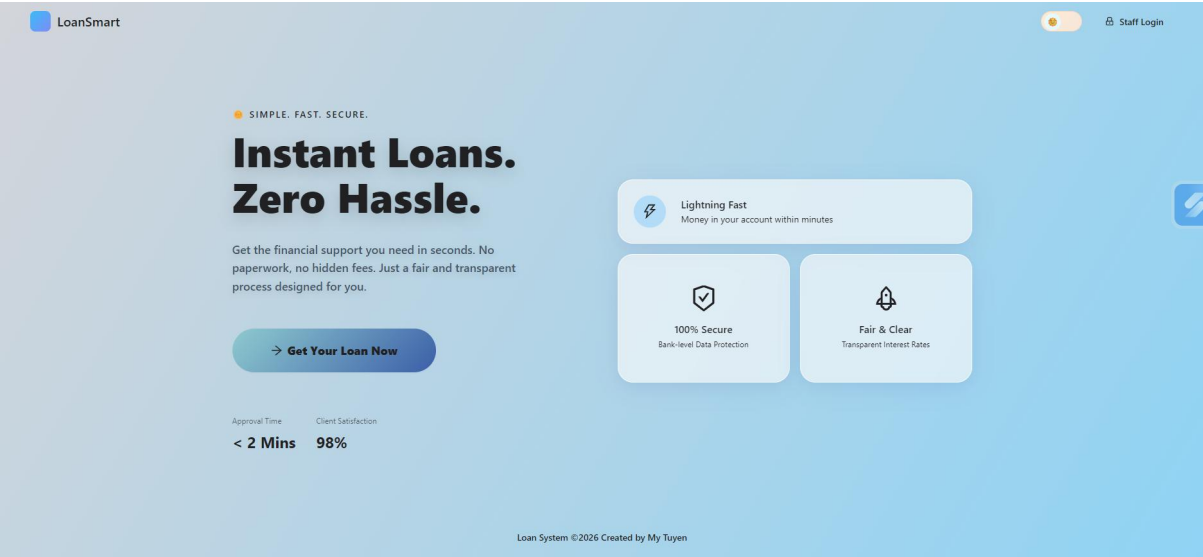 LoanSmart
Staff Login
SIMPLE. FAST. SECURE.
Instant Loans.
Zero Hassle.
Get the financial support you need in seconds. No
paperwork, no hidden fees. Just a fair and transparent
process designed for you.
Get Your Loan Now
Approval Time
< 2 Mins
Client Satisfaction
98%
Lightning Fast
Money in your account within minutes
100% Secure
Bank-level Data Protection
Fair & Clear
Transparent Interest Rates
Loan System ©2026 Created by My Tuyen